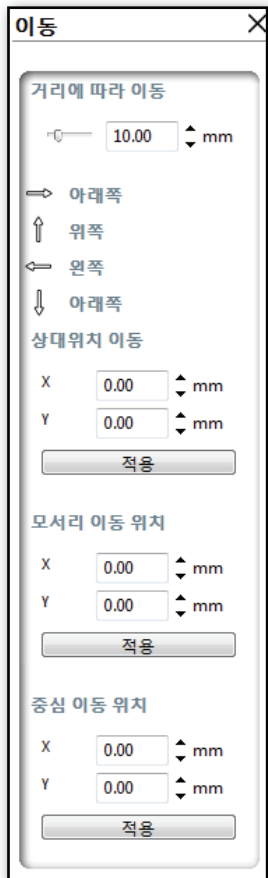 이동
거리에 따라 이동
10.00 mm
아래쪽
위쪽
왼쪽
아래쪽
상대위치 이동
X 0.00 mm
Y 0.00 mm
적용
모서리 이동 위치
X 0.00 mm
Y 0.00 mm
적용
중심 이동 위치
X 0.00 mm
Y 0.00 mm
적용